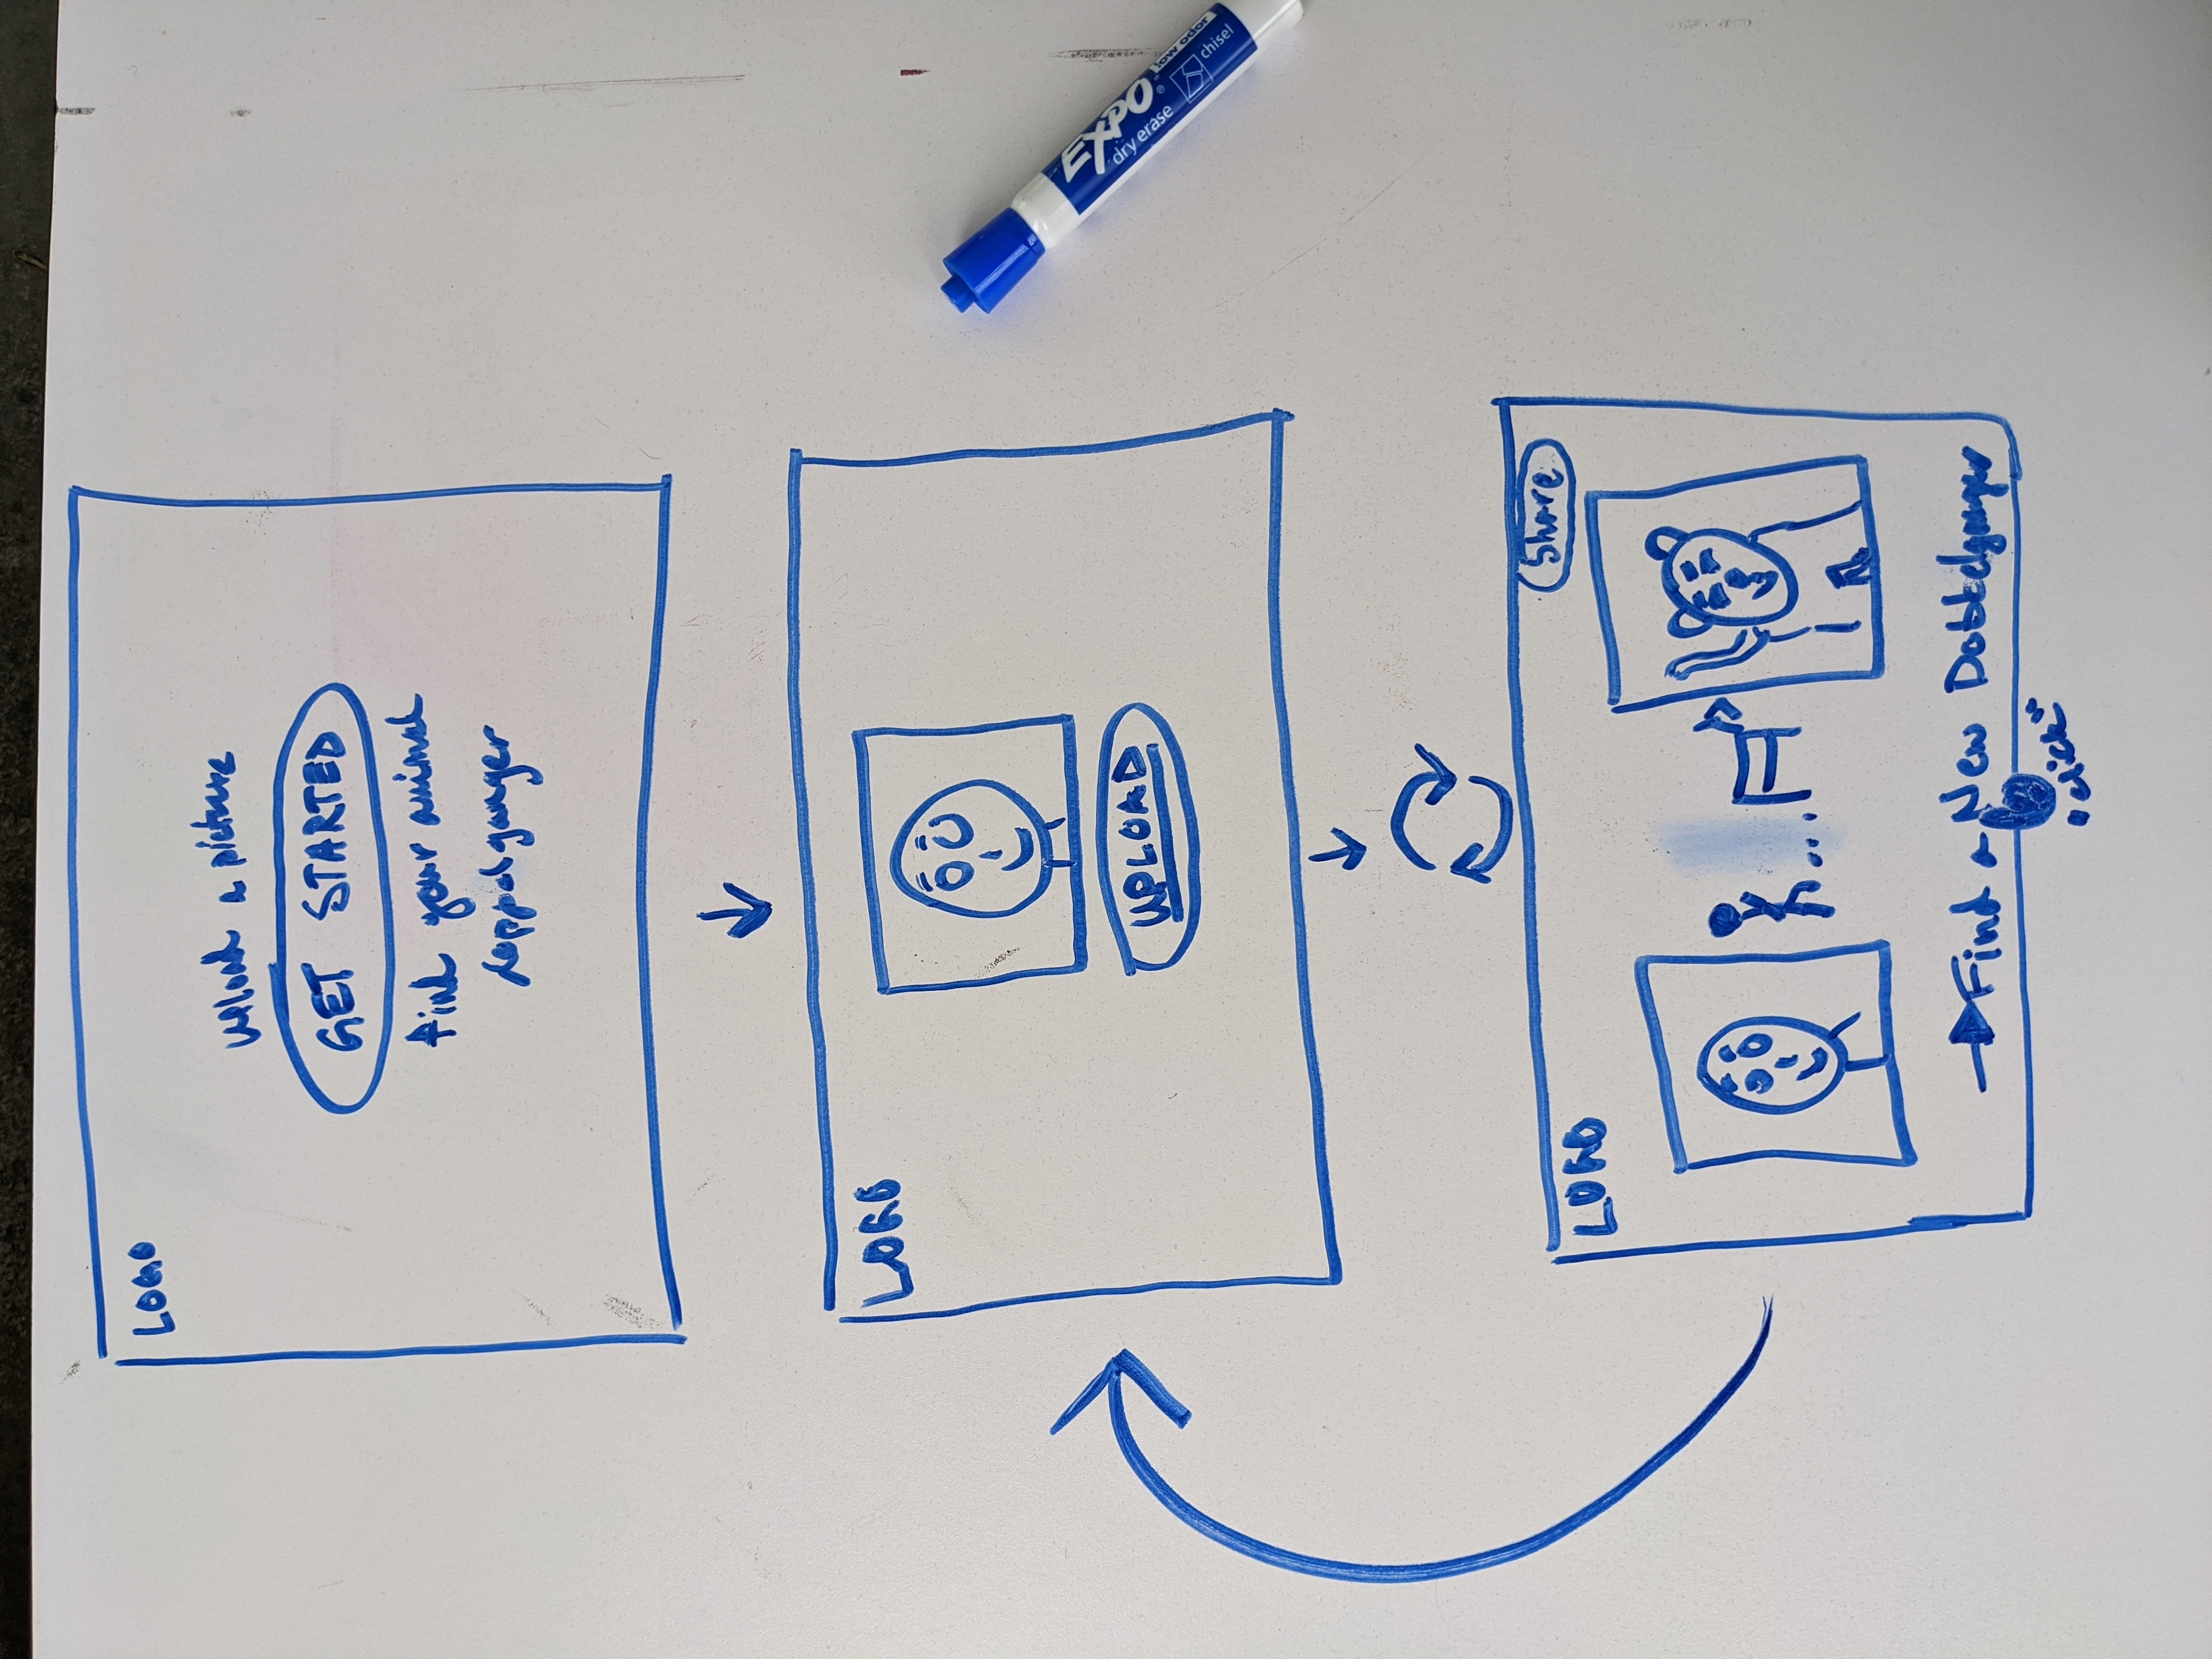 LOGO
Upload a picture
GET STARTED
Find your animal
doppelganger
LOGO
UPLOAD
EXPO
dry erase
low odor
chisel
Share
LOGO
Find a New Dobbelganger
"click"